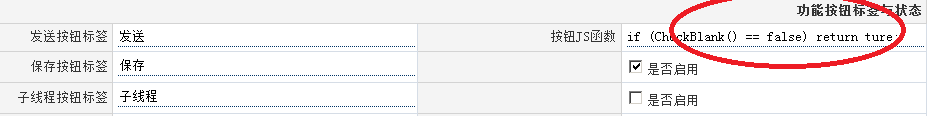 功能按钮标签与状态
发送按钮标签 发送 按钮JS函数 if (CheckBlank() == false) return ture
保存按钮标签 保存 是否启用
子线程按钮标签 子线程 是否启用